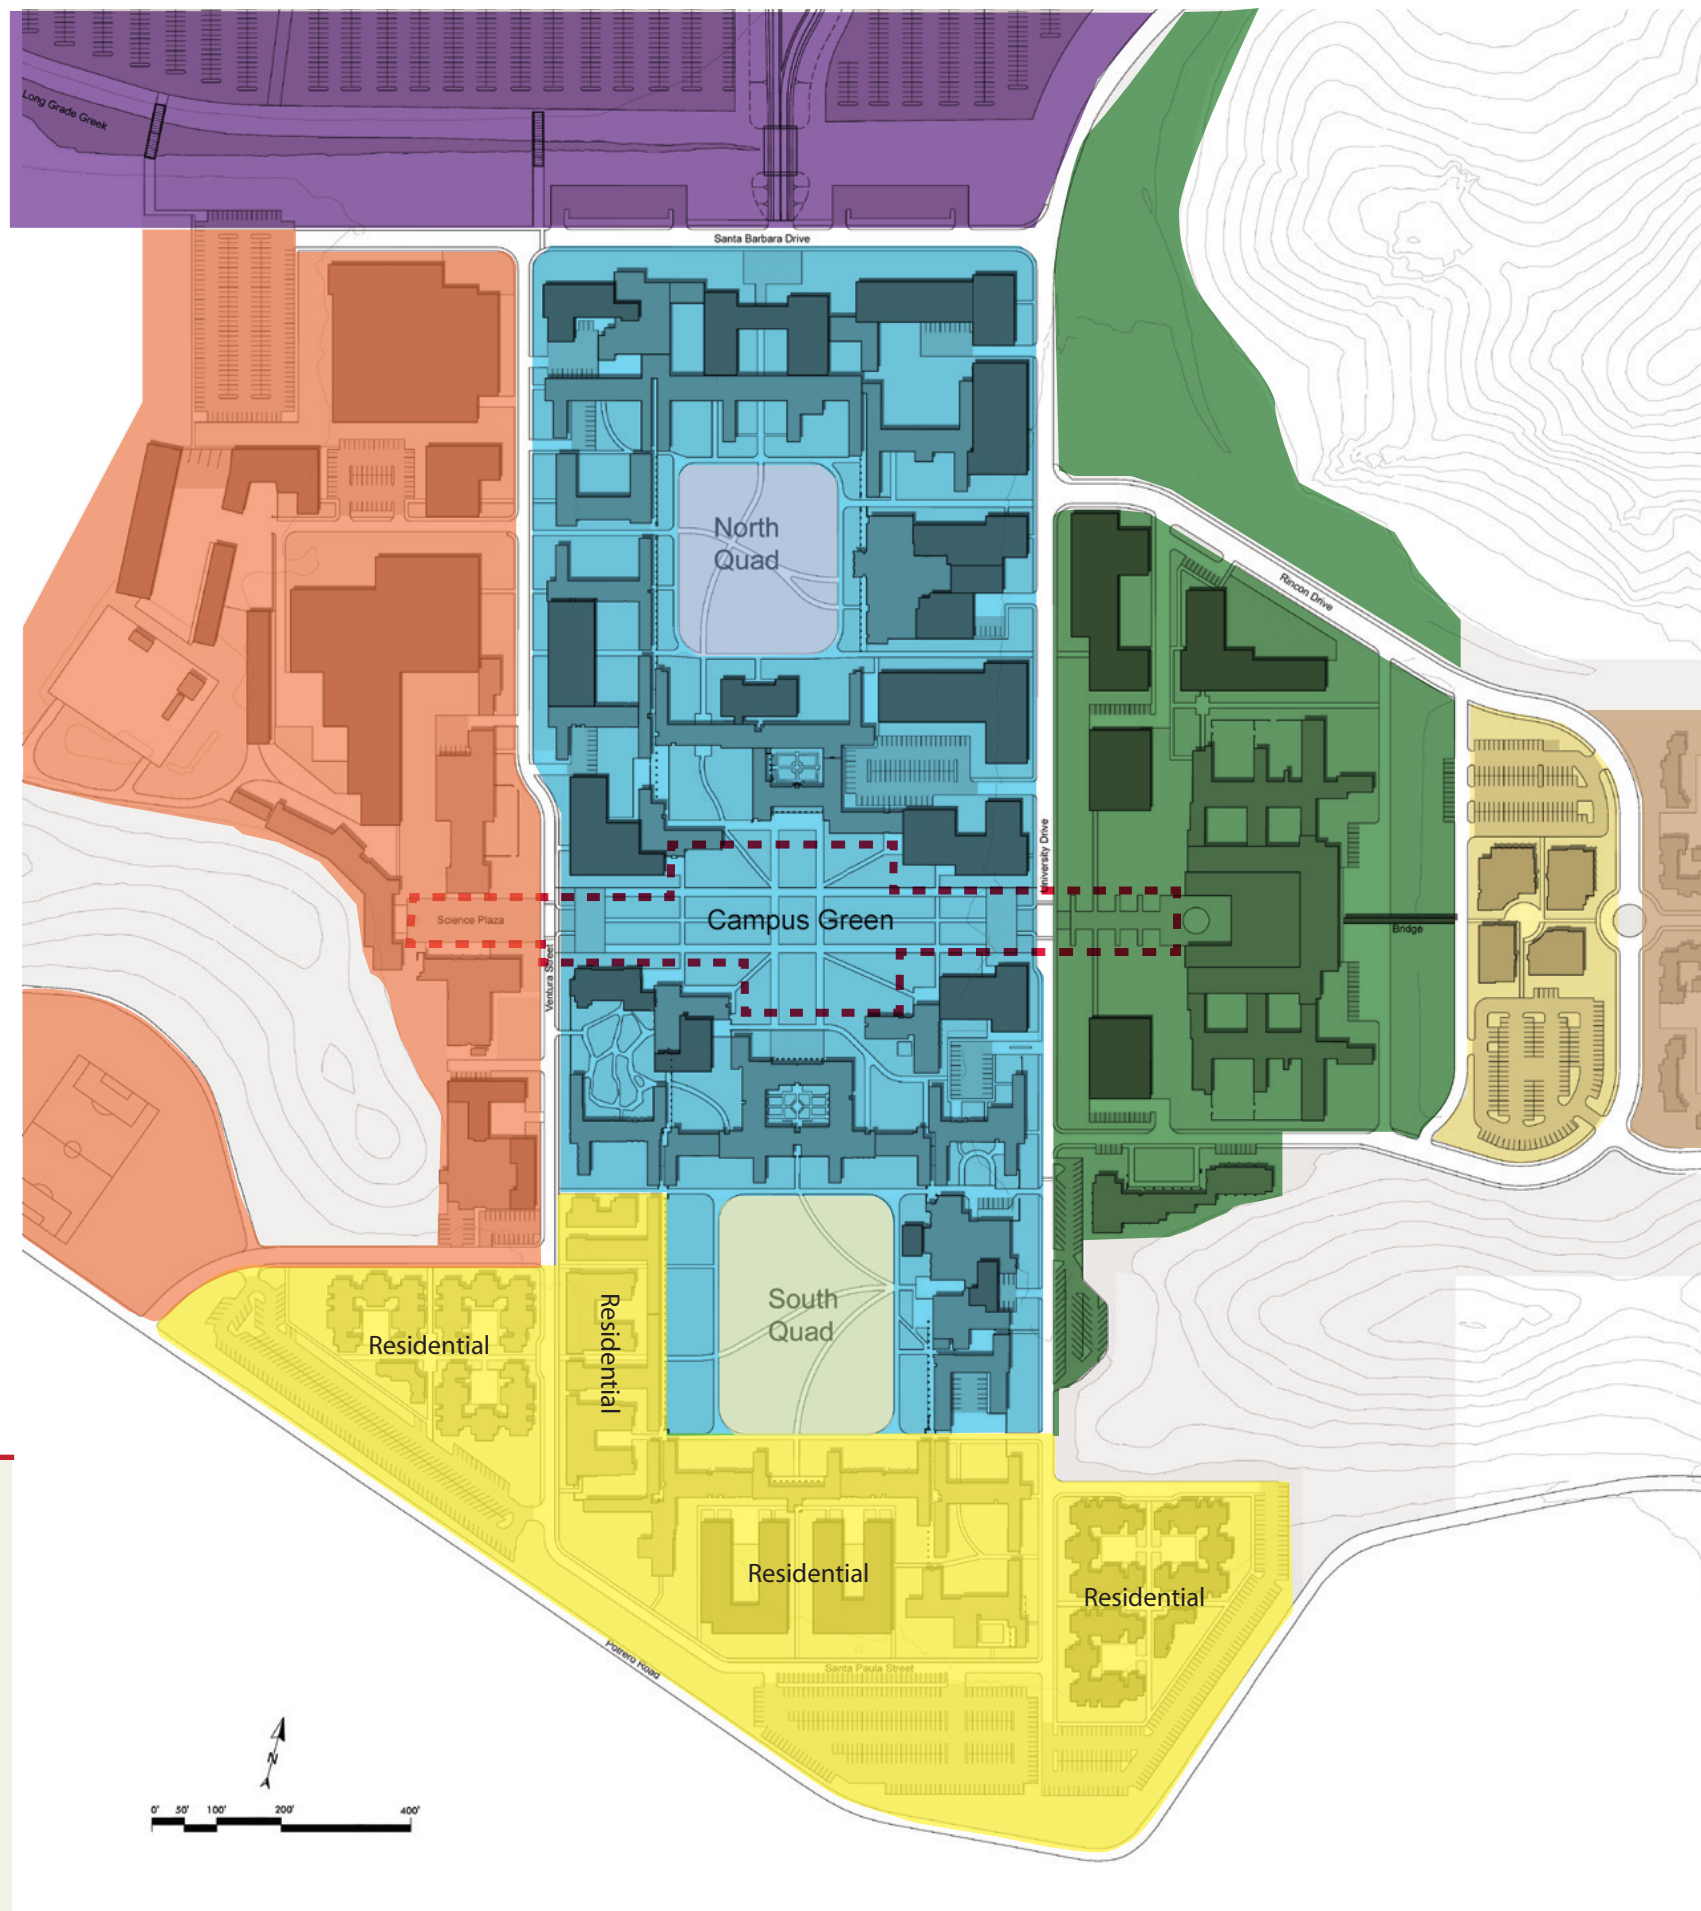 Long Grade Greek
Santa Barbara Drive
North
Quad
Rincon Drive
University Drive
Science Plaza
Campus Green
Bridge
Ventura Street
South
Quad
Residential
Residential
Residential
Residential
Potrero Road
Santa Paula Street
N
0' 50' 100' 200' 400'